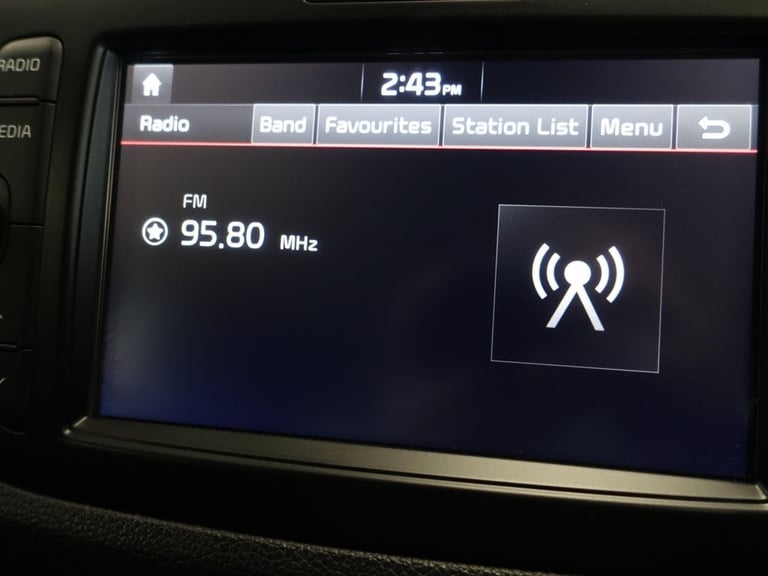 RADIO
EDIA
2:43PM
Radio Band Favourites Station List Menu
FM
95.80 MHz